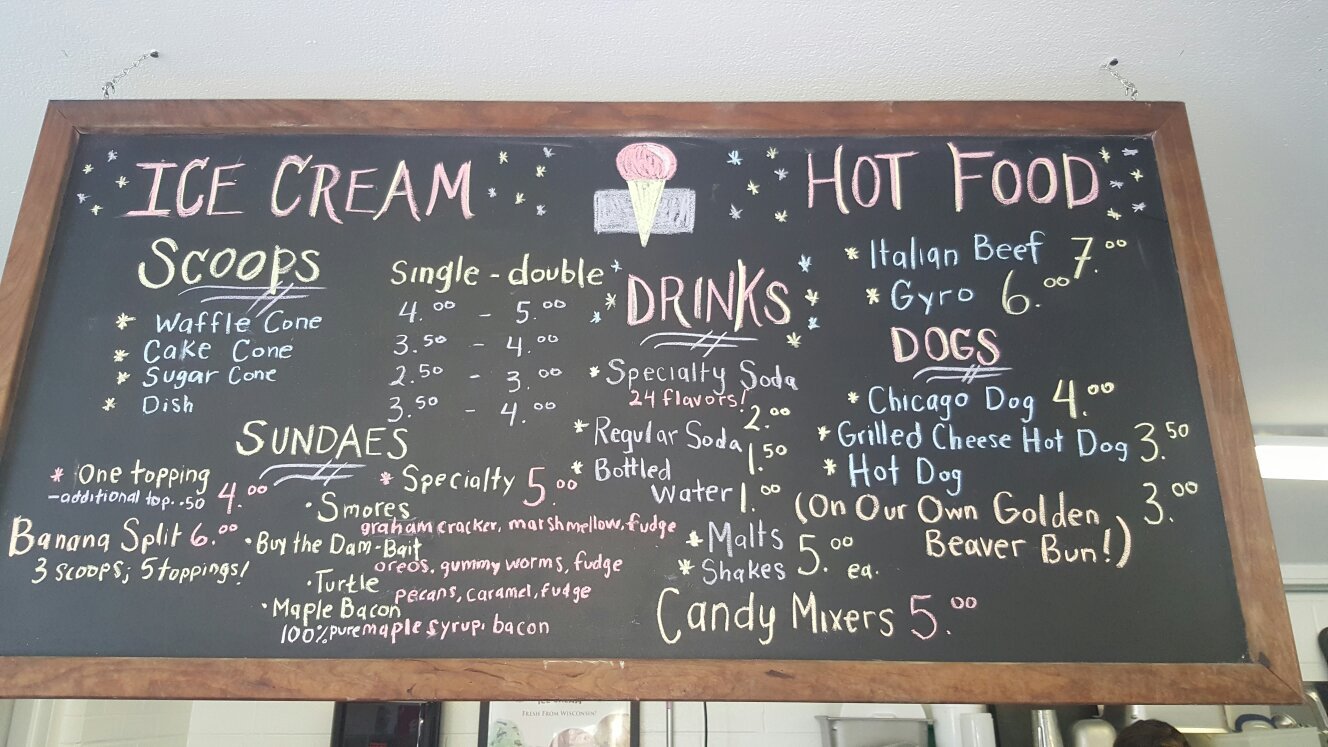 ICE CREAM
Scoops
Single - double
* Waffle Cone 4.00 - 5.00
* Cake Cone 3.50 - 4.00
* Sugar Cone 2.50 - 3.00
* Dish 3.50 - 4.00
SUNDAES
* One topping 4.00
-additional top. .50
Banana Split 6.00
3 scoops; 5 toppings!
* Specialty 5.00
· Smores
graham cracker, marshmellow, fudge
· Buy the Dam-Bait
oreos, gummy worms, fudge
· Turtle
pecans, caramel, fudge
· Maple Bacon
100% pure maple syrup, bacon
DRINKS
* Specialty Soda
24 flavors! 2.00
* Regular Soda 1.50
* Bottled
Water 1.00
* Malts
* Shakes 5.00 ea.
Candy Mixers 5.00
HOT FOOD
* Italian Beef 7.00
* Gyro 6.00
DOGS
* Chicago Dog 4.00
* Grilled Cheese Hot Dog 3.50
* Hot Dog 3.00
(On Our Own Golden
Beaver Bun!)
FRESH FROM WISCONSIN!